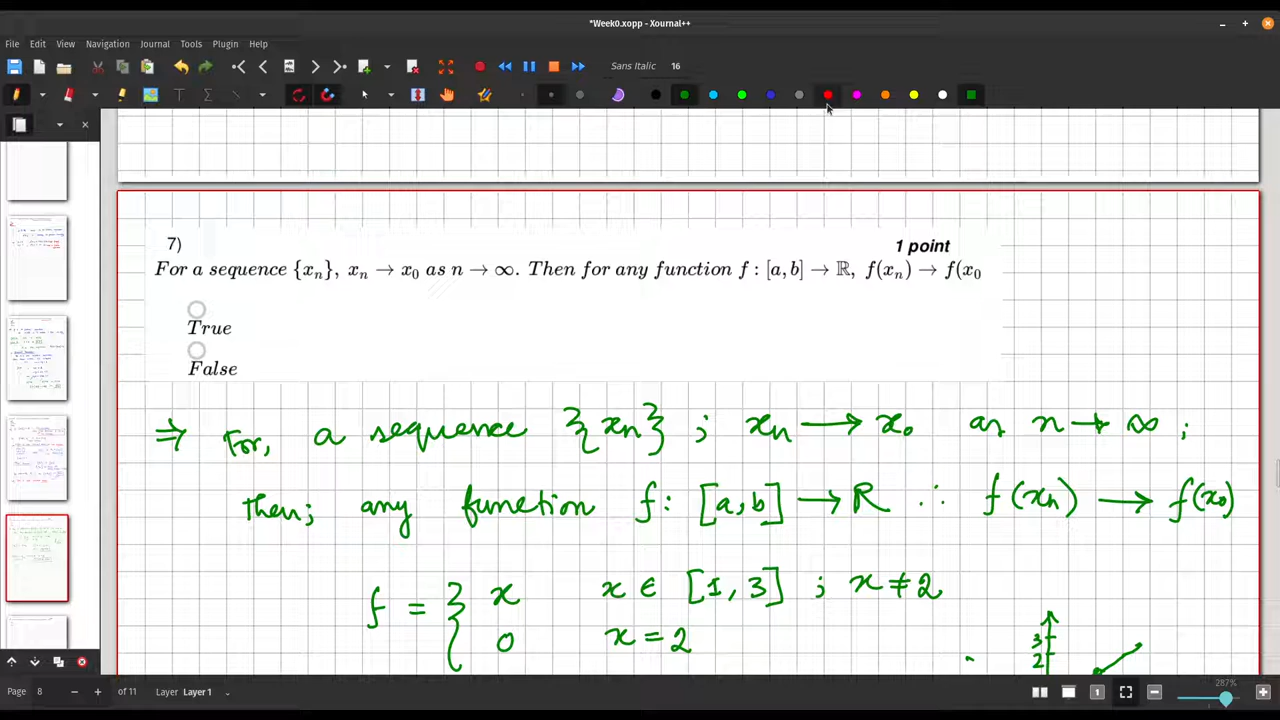 *Week0.xopp - Xournal++
File Edit View Navigation Journal Tools Plugin Help
Sans Italic 16
7)
1 point
For a sequence {xₙ}, xₙ → x₀ as n → ∞. Then for any function f : [a, b] → ℝ, f(xₙ) → f(x₀
True
False
⇒ For, a sequence {xₙ} ; xₙ → x₀ as n → ∞ ;
then; any function f: [a, b] → R ∴ f(xₙ) → f(x₀)
f = { x x ∈ [1, 3] ; x ≠ 2
0 x = 2
3
2
Page 8 of 11 Layer Layer 1 287%